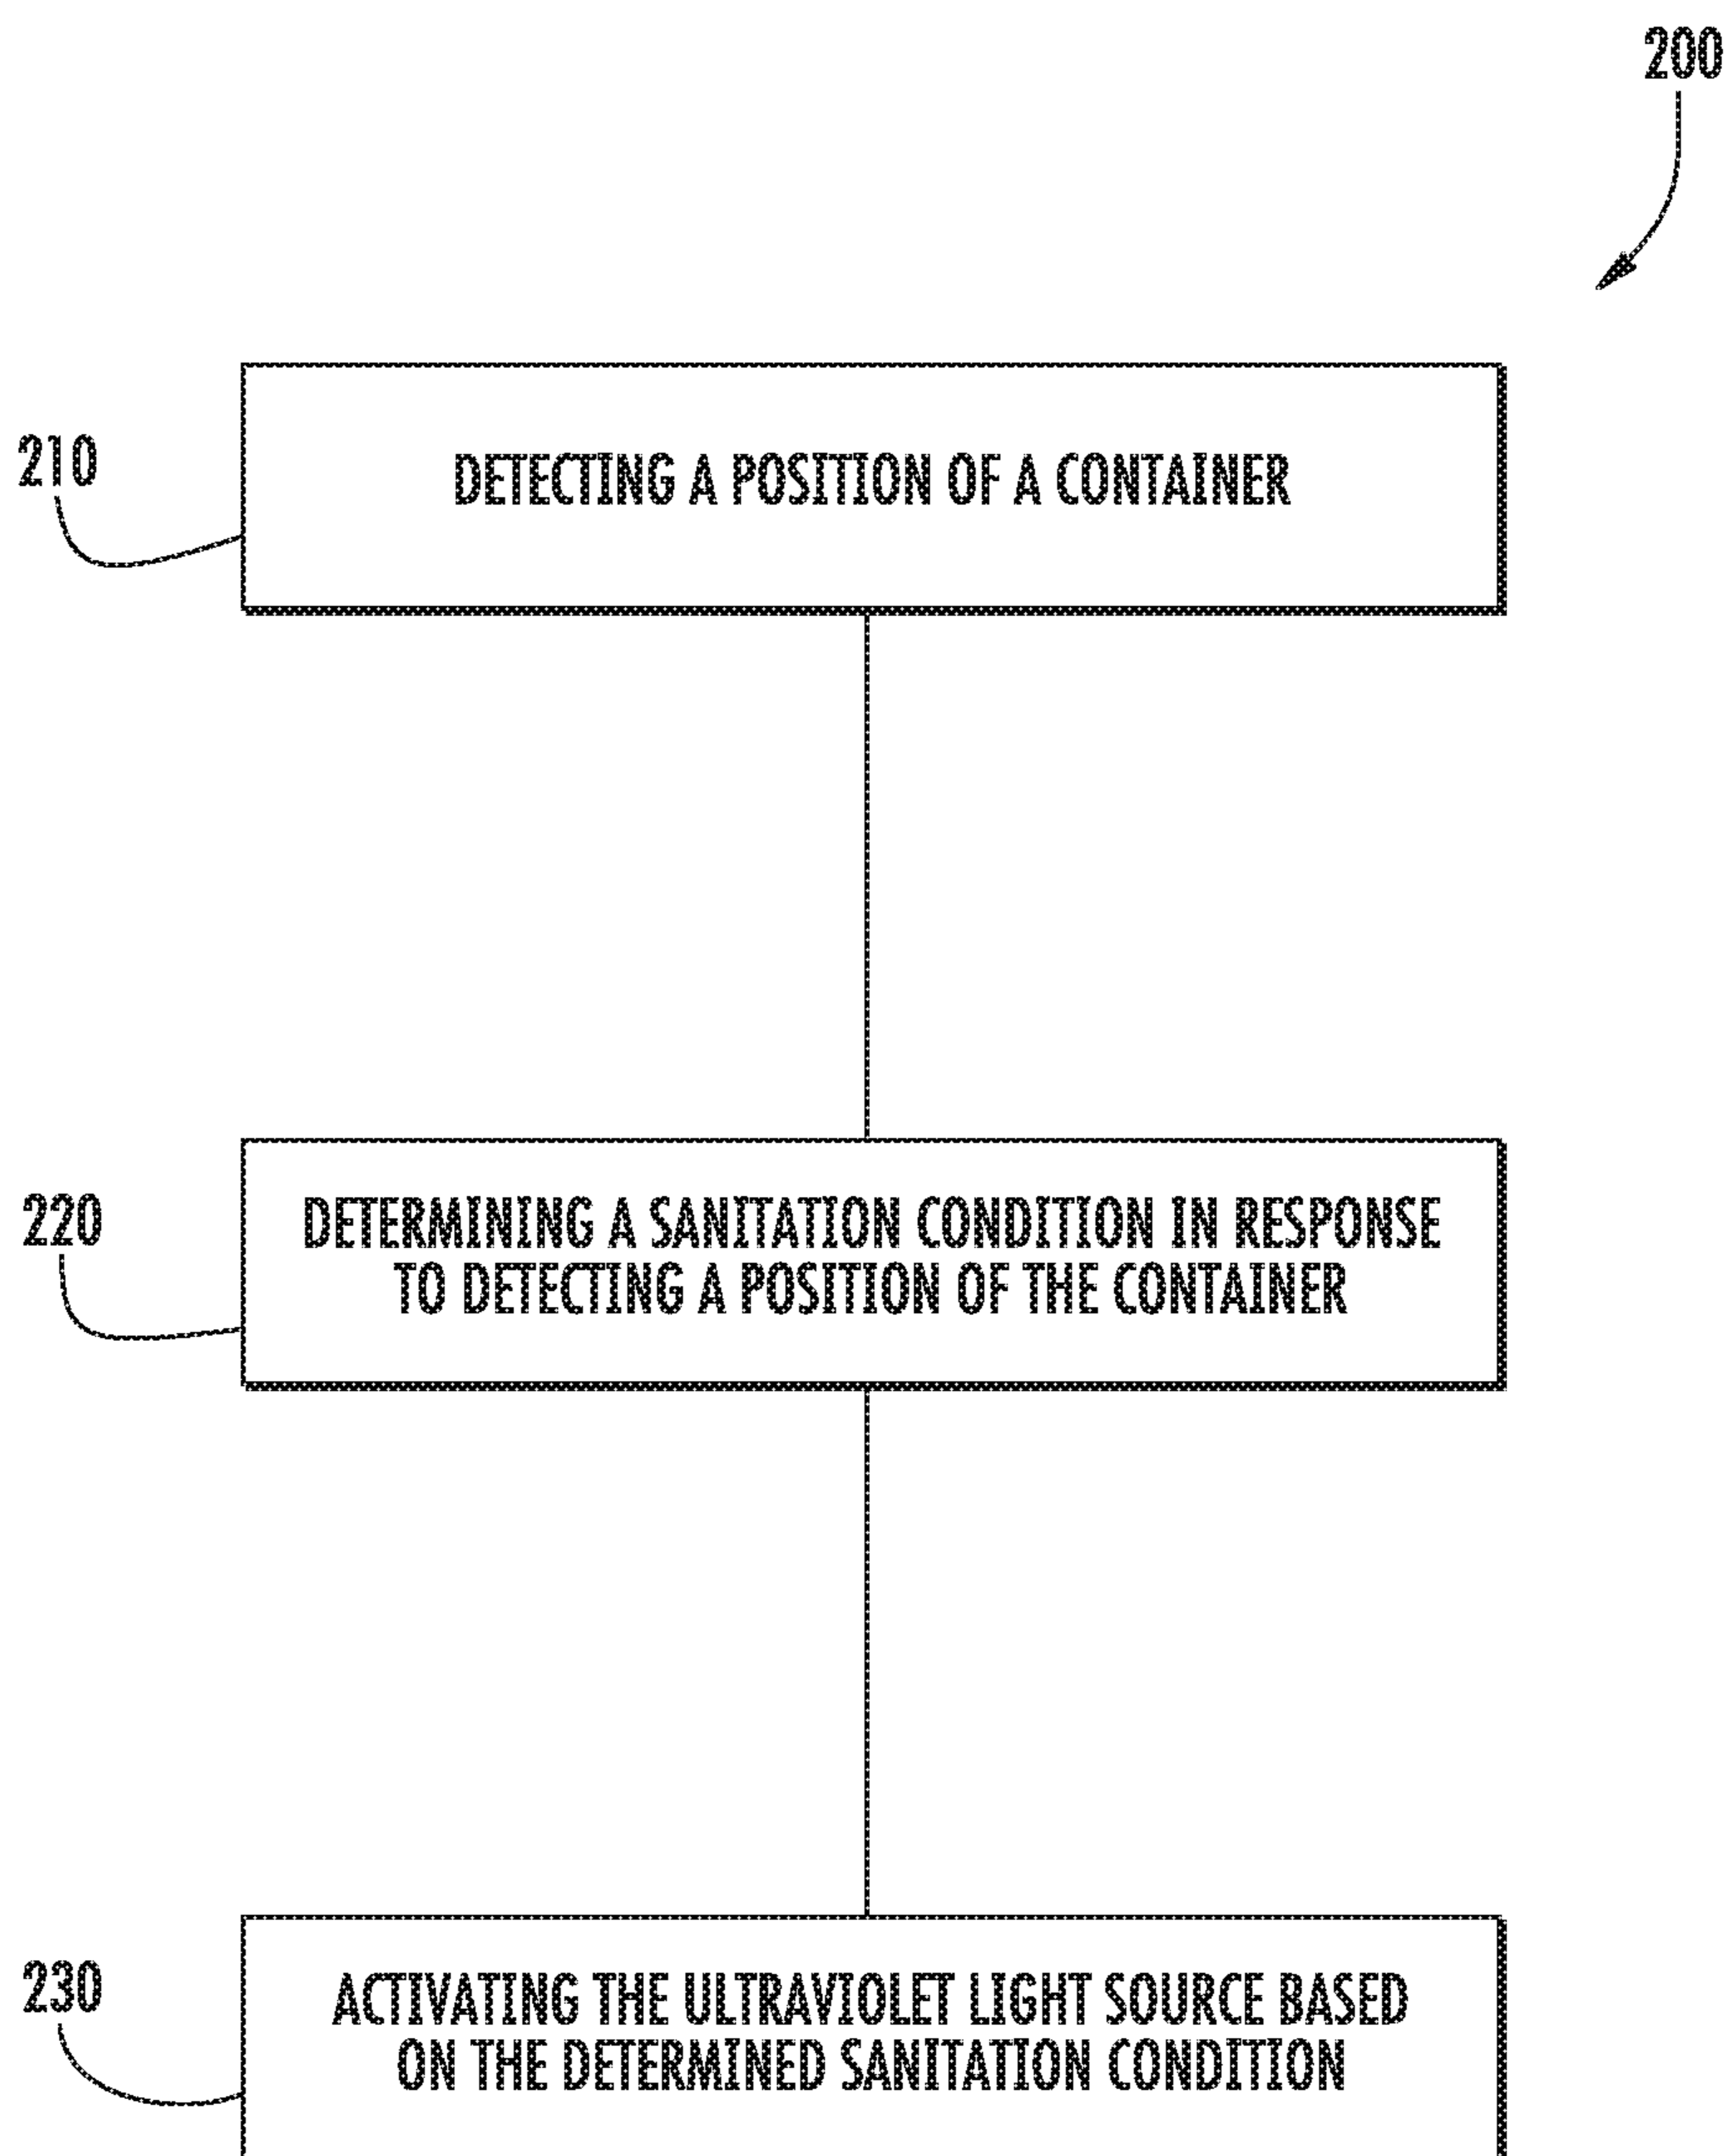 200
210
DETECTING A POSITION OF A CONTAINER
220
DETERMINING A SANITATION CONDITION IN RESPONSE
TO DETECTING A POSITION OF THE CONTAINER
230
ACTIVATING THE ULTRAVIOLET LIGHT SOURCE BASED
ON THE DETERMINED SANITATION CONDITION